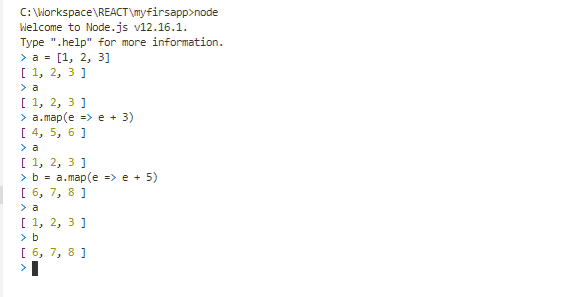 C:\Workspace\REACT\myfirsapp>node
Welcome to Node.js v12.16.1.
Type ".help" for more information.
> a = [1, 2, 3]
[ 1, 2, 3 ]
> a
[ 1, 2, 3 ]
> a.map(e => e + 3)
[ 4, 5, 6 ]
> a
[ 1, 2, 3 ]
> b = a.map(e => e + 5)
[ 6, 7, 8 ]
> a
[ 1, 2, 3 ]
> b
[ 6, 7, 8 ]
>